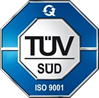 Q
TÜV
SÜD
ISO 9001